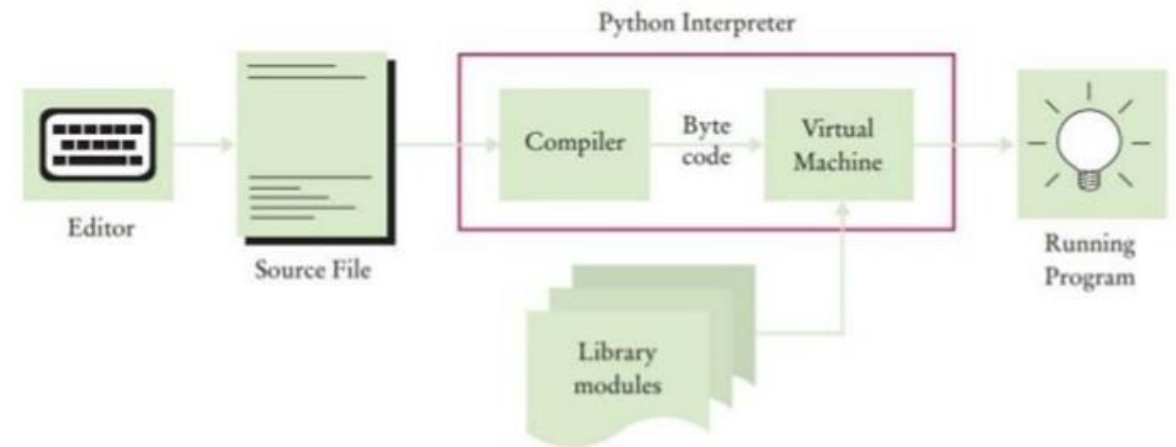 Python Interpreter
Editor
Source File
Compiler
Byte
code
Virtual
Machine
Running
Program
Library
modules